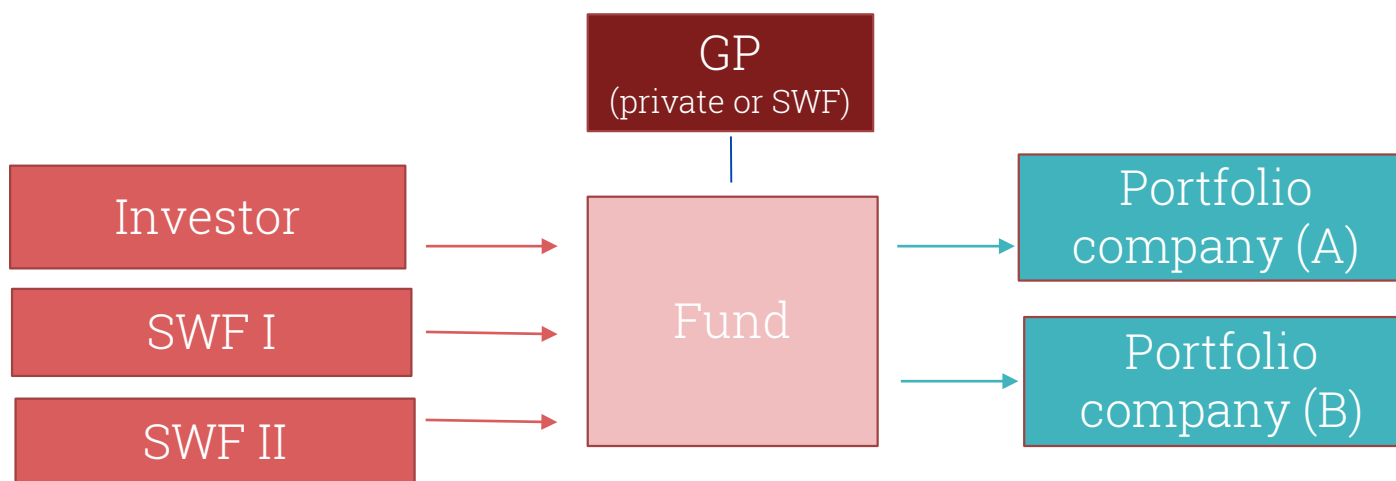 GP
(private or SWF)
Investor
SWF I
SWF II
Fund
Portfolio
company (A)
Portfolio
company (B)